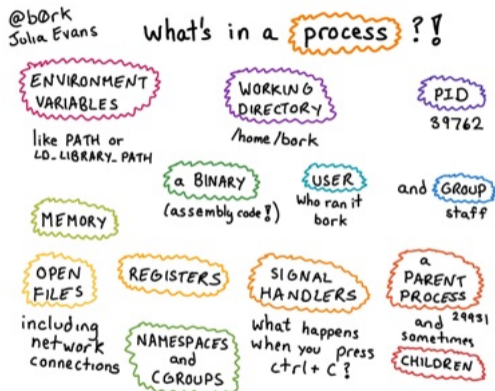 @b0rk
Julia Evans
what's in a process ?!
ENVIRONMENT
VARIABLES
like PATH or
LD_LIBRARY_PATH
WORKING
DIRECTORY
/home/bork
PID
39762
a BINARY
(assembly code!)
USER
who ran it
bork
and GROUP
staff
MEMORY
OPEN
FILES
including
network
connections
REGISTERS
NAMESPACES
and
CGROUPS
SIGNAL
HANDLERS
what happens
when you press
ctrl+C?
a
PARENT
PROCESS
29931
and
sometimes
CHILDREN